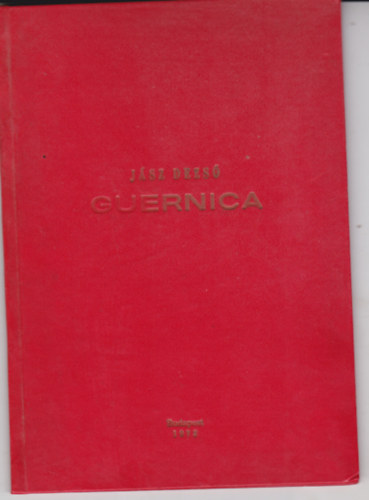 JÁSZ DEZSŐ
GUERNICA
Budapest